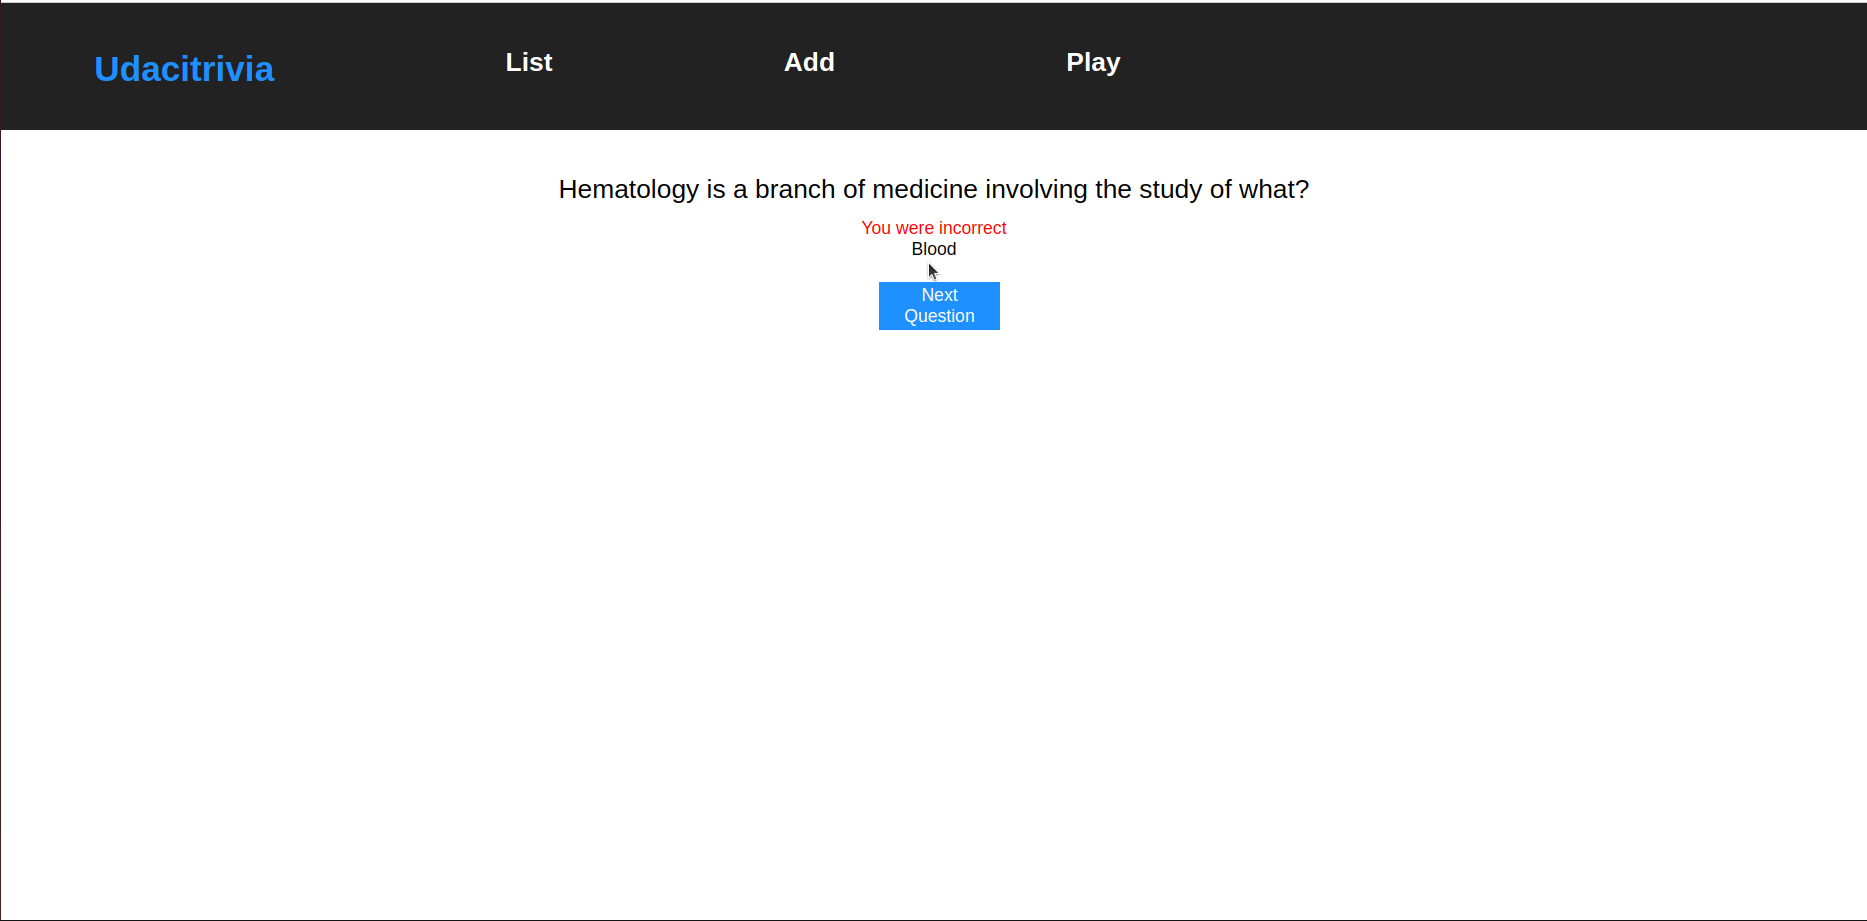 Udacitrivia
List
Add
Play
Hematology is a branch of medicine involving the study of what?
You were incorrect
Blood
Next
Question